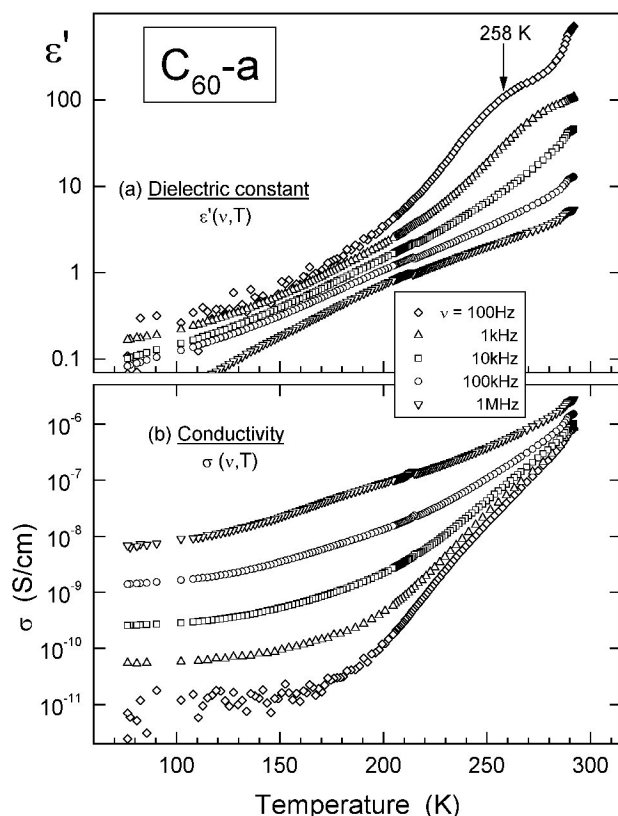 ε'
C60-a
258 K
100
10
1
0.1
(a) Dielectric constant
ε'(ν,T)
ν = 100Hz
1kHz
10kHz
100kHz
1MHz
(b) Conductivity
σ (ν,T)
10-6
10-7
10-8
10-9
10-10
10-11
σ (S/cm)
100 150 200 250 300
Temperature (K)